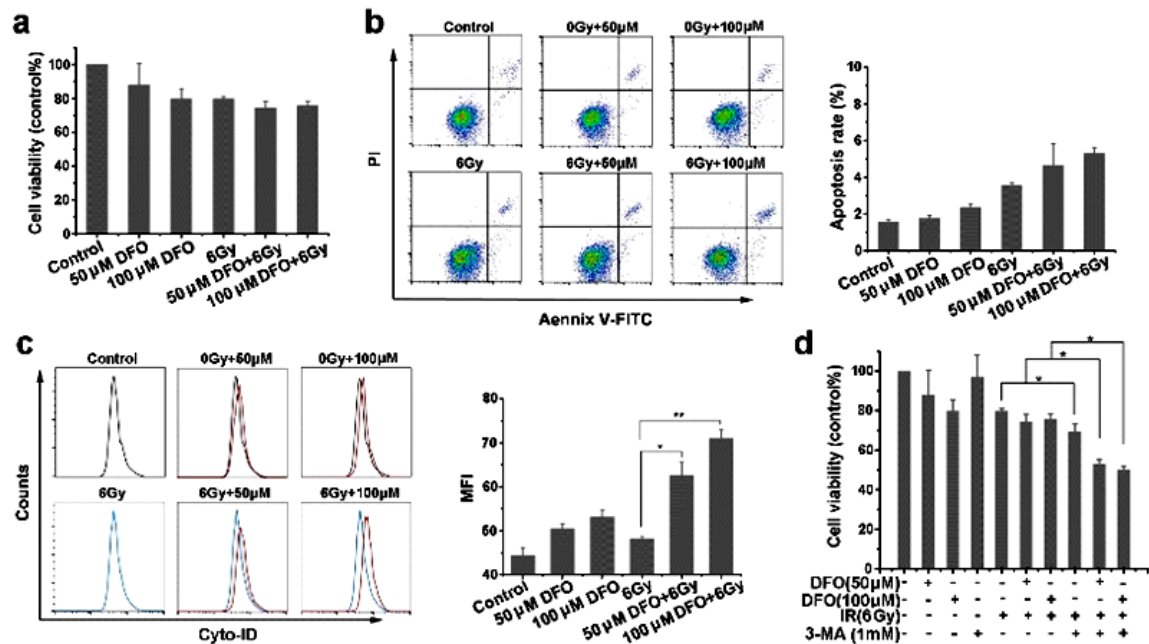 a
Cell viability (control%)
100
80
60
40
20
0
Control
50 μM DFO
100 μM DFO
6Gy
50 μM DFO+6Gy
100 μM DFO+6Gy
b
Control
0Gy+50μM
0Gy+100μM
6Gy
6Gy+50μM
6Gy+100μM
PI
Aennix V-FITC
Apoptosis rate (%)
10
8
6
4
2
0
Control
50 μM DFO
100 μM DFO
6Gy
50 μM DFO+6Gy
100 μM DFO+6Gy
c
Control
0Gy+50μM
0Gy+100μM
6Gy
6Gy+50μM
6Gy+100μM
Counts
Cyto-ID
MFI
80
70
60
50
40
**
*
Control
50 μM DFO
100 μM DFO
6Gy
50 μM DFO+6Gy
100 μM DFO+6Gy
d
Cell viability (control%)
100
80
60
40
20
0
*
*
*
DFO(50μM) - + - - - + - - + -
DFO(100μM) - - + - - - + - - +
IR(6Gy) - - - - + + + + + +
3-MA (1mM) - - - + - - - + + +